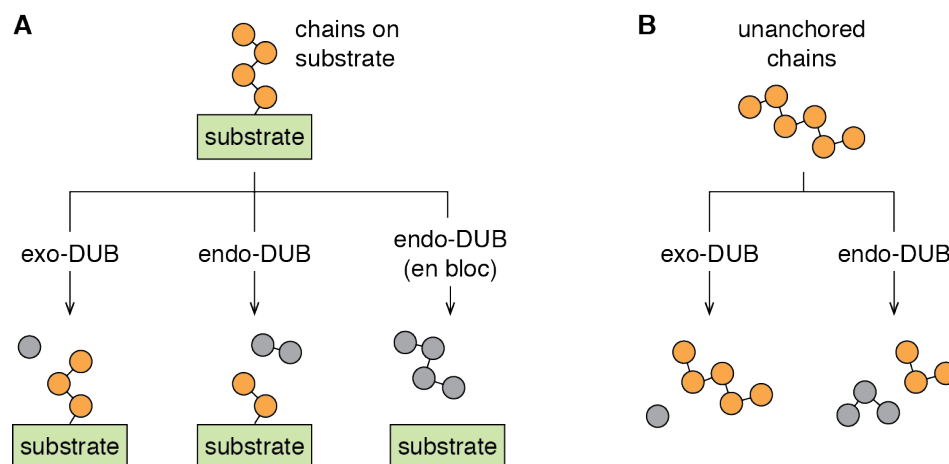 A
chains on
substrate
substrate
exo-DUB
endo-DUB
endo-DUB
(en bloc)
substrate
substrate
substrate
B
unanchored
chains
exo-DUB
endo-DUB